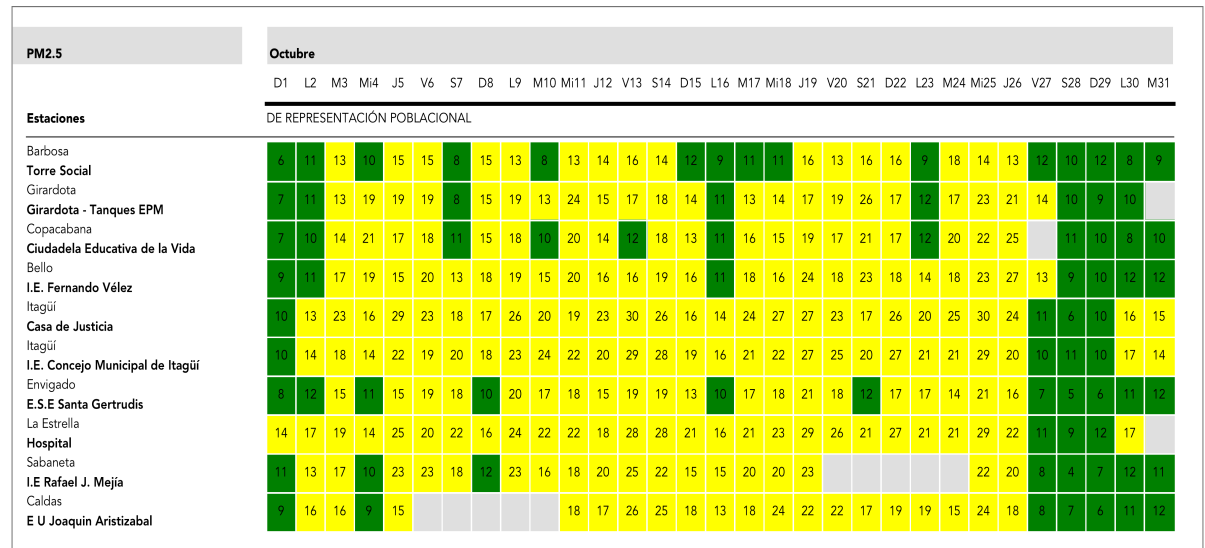 PM2.5 Octubre
D1 L2 M3 Mi4 J5 V6 S7 D8 L9 M10 Mi11 J12 V13 S14 D15 L16 M17 Mi18 J19 V20 S21 D22 L23 M24 Mi25 J26 V27 S28 D29 L30 M31
Estaciones DE REPRESENTACIÓN POBLACIONAL
Barbosa
Torre Social 6 11 13 10 15 15 8 15 13 8 13 14 16 14 12 9 11 11 16 13 16 16 9 18 14 13 12 10 12 8 9
Girardota
Girardota - Tanques EPM 7 11 13 19 19 19 8 15 19 13 24 15 17 18 14 11 13 14 17 19 26 17 12 17 23 21 14 10 9 10
Copacabana
Ciudadela Educativa de la Vida 7 10 14 21 17 18 11 15 18 10 20 14 12 18 13 11 16 15 19 17 21 17 12 20 22 25 11 10 8 10
Bello
I.E. Fernando Vélez 9 11 17 19 15 20 13 18 19 15 20 16 16 19 16 11 18 16 24 18 23 18 14 18 23 27 13 9 10 12 12
Itagüí
Casa de Justicia 10 13 23 16 29 23 18 17 26 20 19 23 30 26 16 14 24 27 27 23 17 26 20 25 30 24 11 6 10 16 15
Itagüí
I.E. Concejo Municipal de Itagüí 10 14 18 14 22 19 20 18 23 24 22 20 29 28 19 16 21 22 27 25 20 27 21 21 29 20 10 11 10 17 14
Envigado
E.S.E Santa Gertrudis 8 12 15 11 15 19 18 10 20 17 18 15 19 19 13 10 17 18 21 18 12 17 17 14 21 16 7 5 6 11 12
La Estrella
Hospital 14 17 19 14 25 20 22 16 24 22 22 18 28 28 21 16 21 23 29 26 21 27 21 21 29 22 11 9 12 17
Sabaneta
I.E Rafael J. Mejía 11 13 17 10 23 23 18 12 23 16 18 20 25 22 15 15 20 20 23 22 20 8 4 7 12 11
Caldas
E U Joaquin Aristizabal 9 16 16 9 15 18 17 26 25 18 13 18 24 22 22 17 19 19 15 24 18 8 7 6 11 12